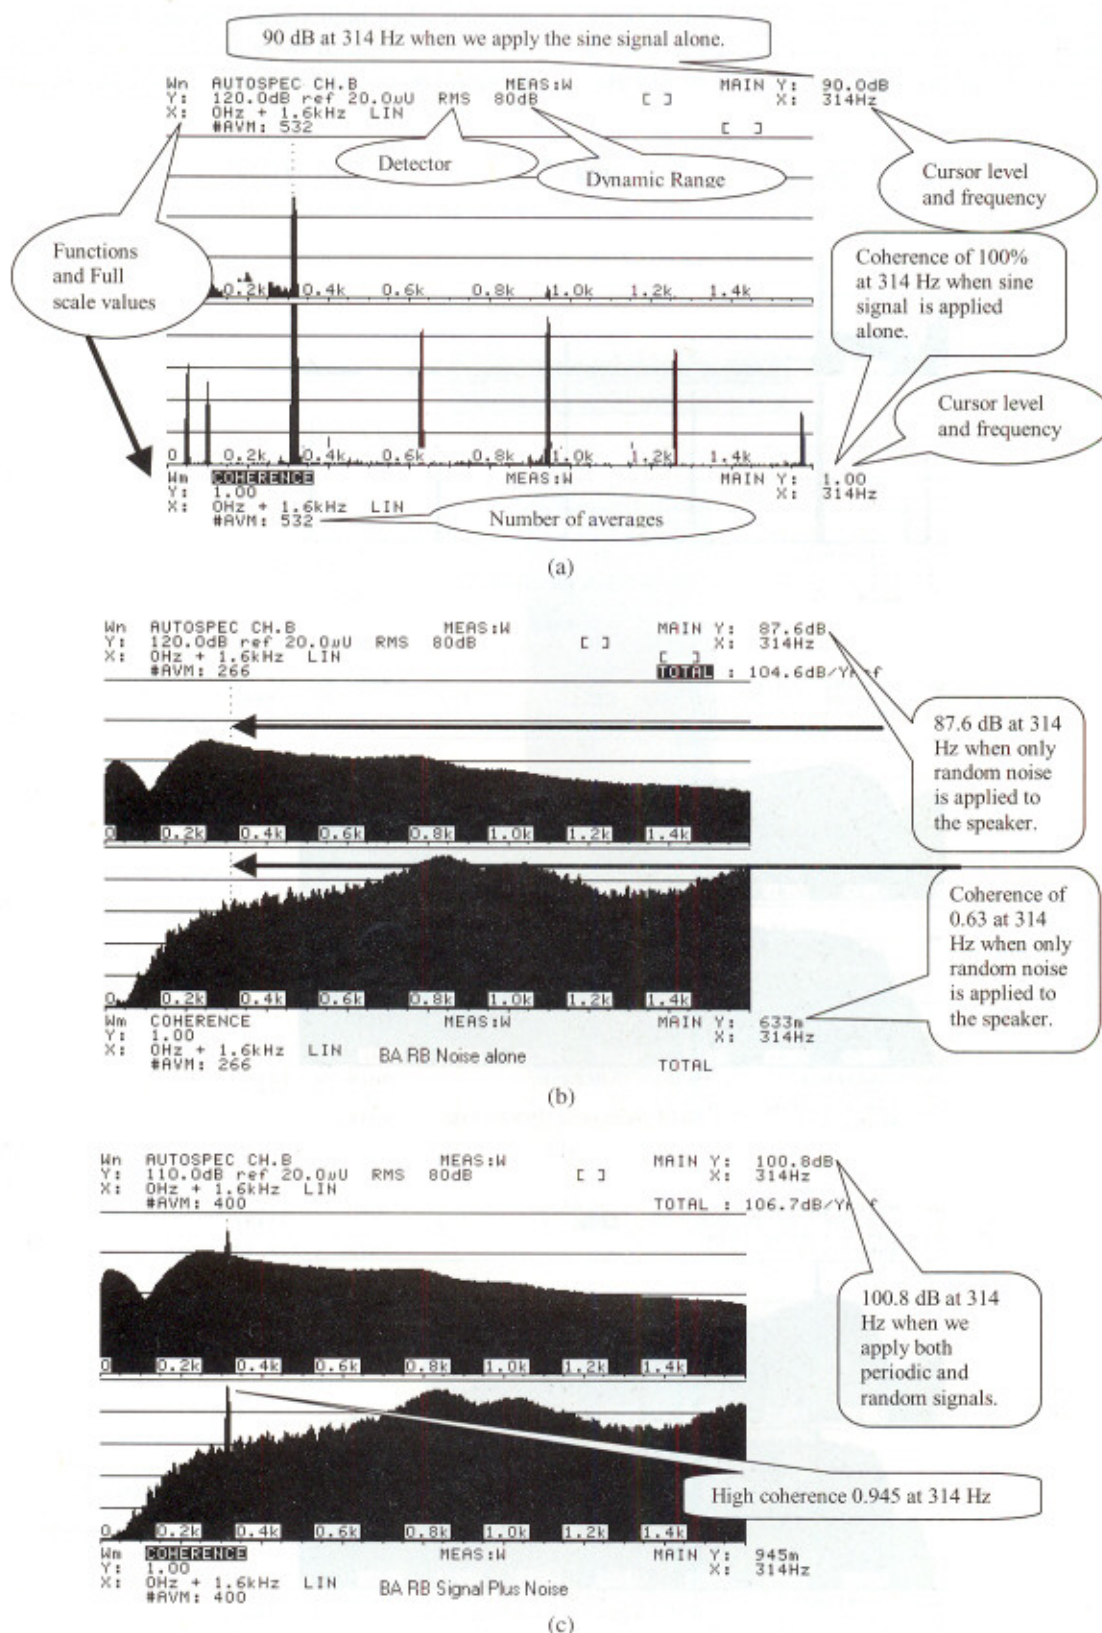 90 dB at 314 Hz when we apply the sine signal alone.
Wn AUTOSPEC CH.B MEAS:W MAIN Y: 90.0dB
Y: 120.0dB ref 20.0uU RMS 80dB [ ] X: 314Hz
X: 0Hz + 1.6kHz LIN
#AVM: 532 [ ]
Detector
Dynamic Range
Cursor level
and frequency
Functions
and Full
scale values
Coherence of 100%
at 314 Hz when sine
signal is applied
alone.
0.2k 0.4k 0.6k 0.8k 1.0k 1.2k 1.4k
Cursor level
and frequency
0 0.2k 0.4k 0.6k 0.8k 1.0k 1.2k 1.4k
Wm COHERENCE MEAS:W MAIN Y: 1.00
Y: 1.00 X: 314Hz
X: 0Hz + 1.6kHz LIN
#AVM: 532
Number of averages
(a)
Wn AUTOSPEC CH.B MEAS:W MAIN Y: 87.6dB
Y: 120.0dB ref 20.0uU RMS 80dB [ ] X: 314Hz
X: 0Hz + 1.6kHz LIN [ ]
#AVM: 266 TOTAL : 104.6dB/
87.6 dB at 314
Hz when only
random noise
is applied to
the speaker.
0 0.2k 0.4k 0.6k 0.8k 1.0k 1.2k 1.4k
Coherence of
0.63 at 314
Hz when only
random noise
is applied to
the speaker.
0 0.2k 0.4k 0.6k 0.8k 1.0k 1.2k 1.4k
Wm COHERENCE MEAS:W MAIN Y: 633m
Y: 1.00 X: 314Hz
X: 0Hz + 1.6kHz LIN BA RB Noise alone
#AVM: 266 TOTAL
(b)
Wn AUTOSPEC CH.B MEAS:W MAIN Y: 100.8dB
Y: 110.0dB ref 20.0uU RMS 80dB [ ] X: 314Hz
X: 0Hz + 1.6kHz LIN
#AVM: 400 TOTAL : 106.7dB/
100.8 dB at 314
Hz when we
apply both
periodic and
random signals.
0 0.2k 0.4k 0.6k 0.8k 1.0k 1.2k 1.4k
High coherence 0.945 at 314 Hz
0 0.2k 0.4k 0.6k 0.8k 1.0k 1.2k 1.4k
Wm COHERENCE MEAS:W MAIN Y: 945m
Y: 1.00 X: 314Hz
X: 0Hz + 1.6kHz LIN BA RB Signal Plus Noise
#AVM: 400
(c)